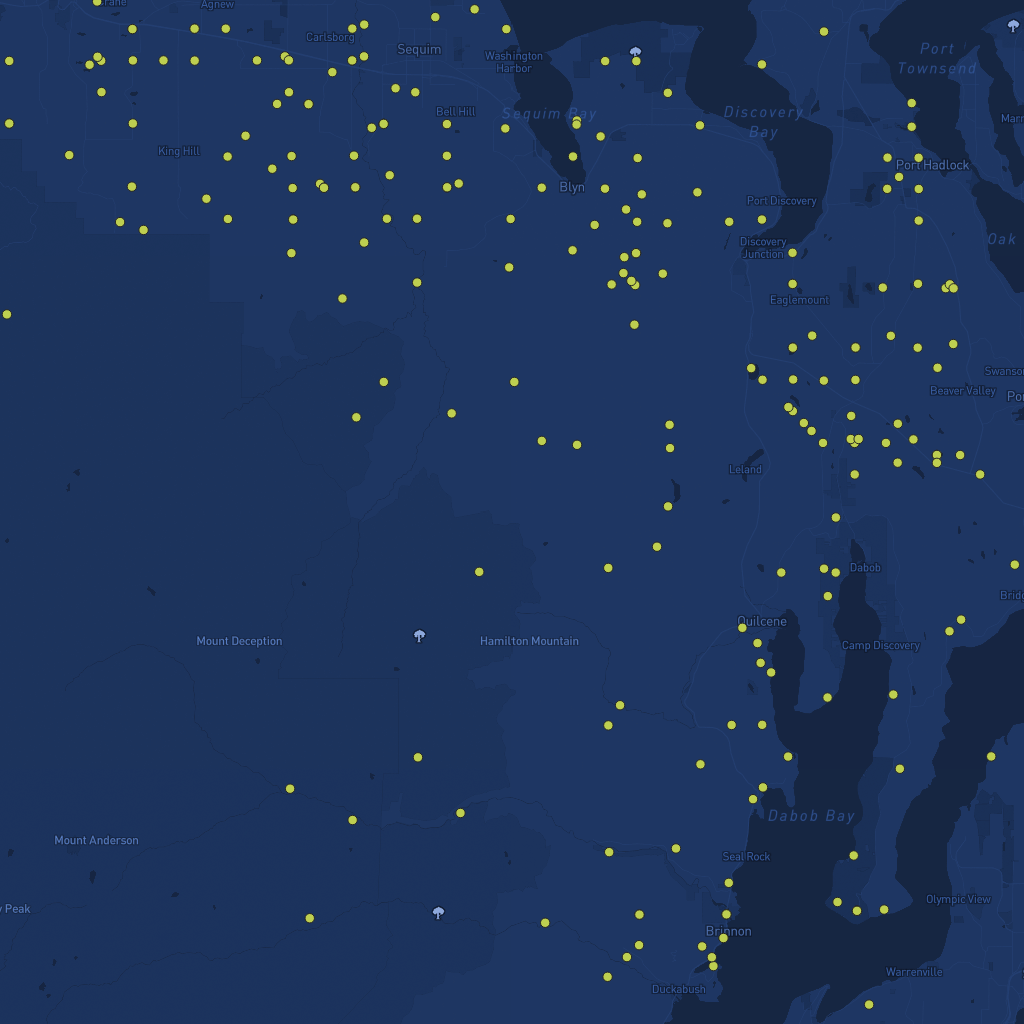 Agnew
Carlsborg
Sequim
Washington
Harbor
Port
Townsend
Bell Hill
Sequim Bay
Discovery
Bay
King Hill
Port Hadlock
Blyn
Port Discovery
Discovery
Junction
Oak
Eaglemount
Beaver Valley
Leland
Dabob
Quilcene
Mount Deception
Hamilton Mountain
Camp Discovery
Dabob Bay
Mount Anderson
Seal Rock
Olympic View
Peak
Brinnon
Warrenville
Duckabush